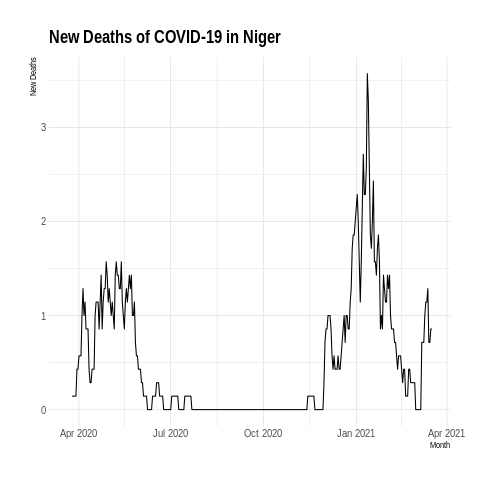 New Deaths of COVID-19 in Niger
New Deaths
3
2
1
0
Apr 2020 Jul 2020 Oct 2020 Jan 2021 Apr 2021
Month